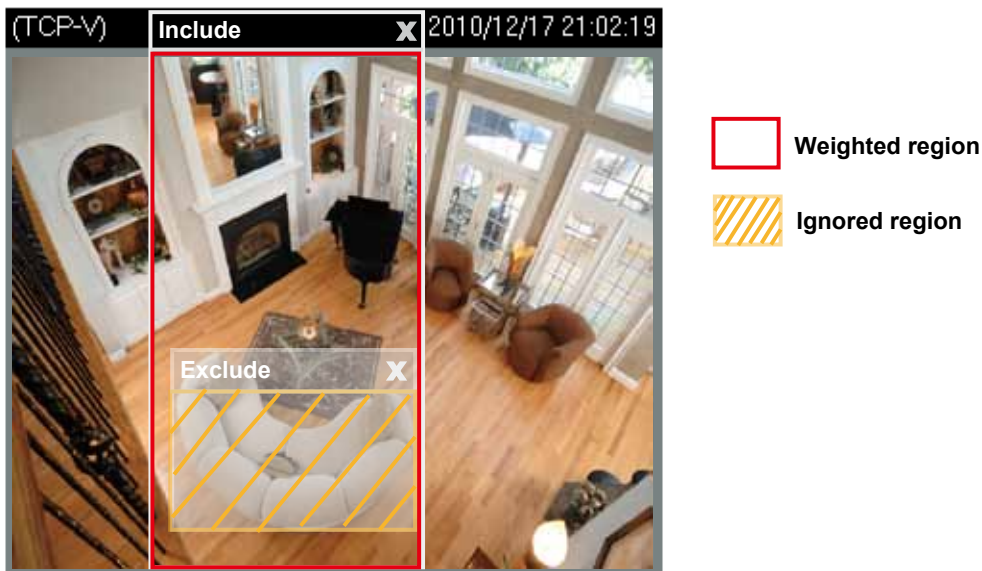 (TCP-V) Include X 2010/12/17 21:02:19
Weighted region
Ignored region
Exclude X